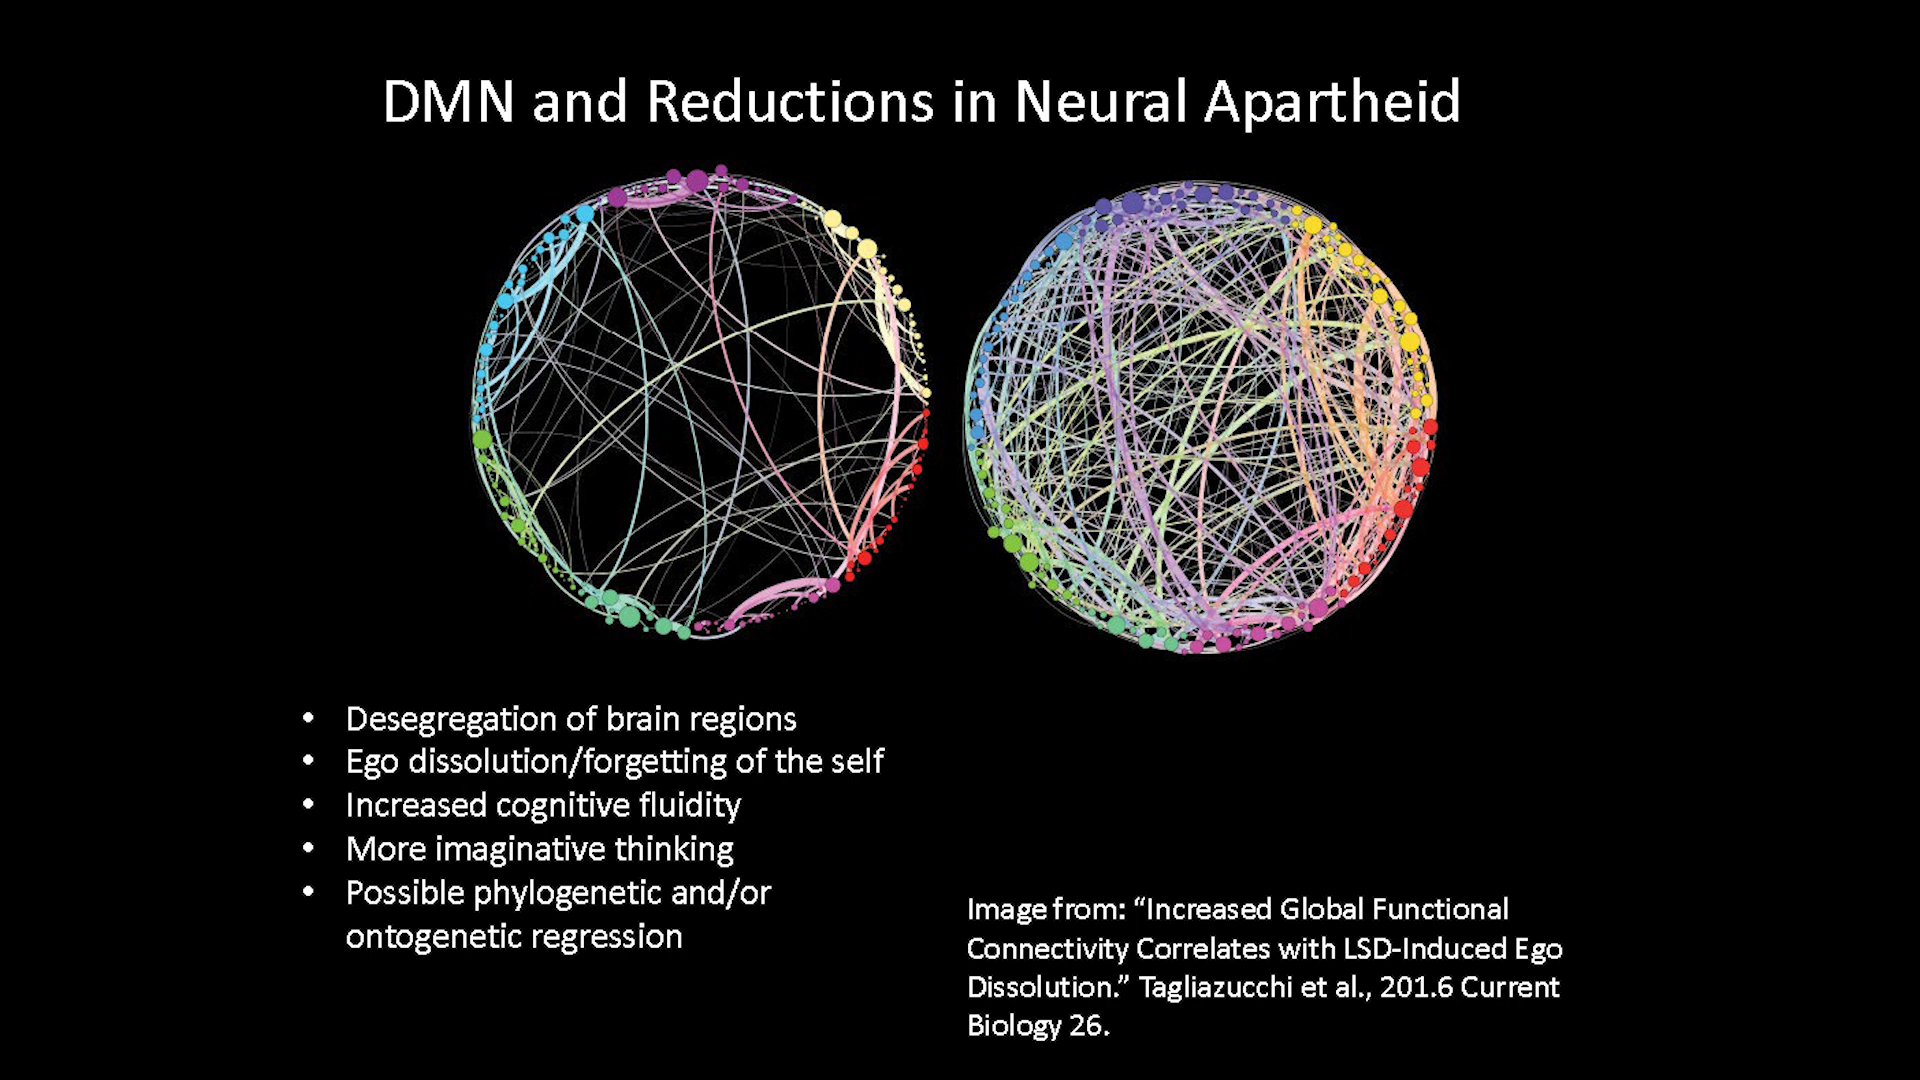 DMN and Reductions in Neural Apartheid
• Desegregation of brain regions
• Ego dissolution/forgetting of the self
• Increased cognitive fluidity
• More imaginative thinking
• Possible phylogenetic and/or
ontogenetic regression
Image from: “Increased Global Functional
Connectivity Correlates with LSD-Induced Ego
Dissolution.” Tagliazucchi et al., 201.6 Current
Biology 26.